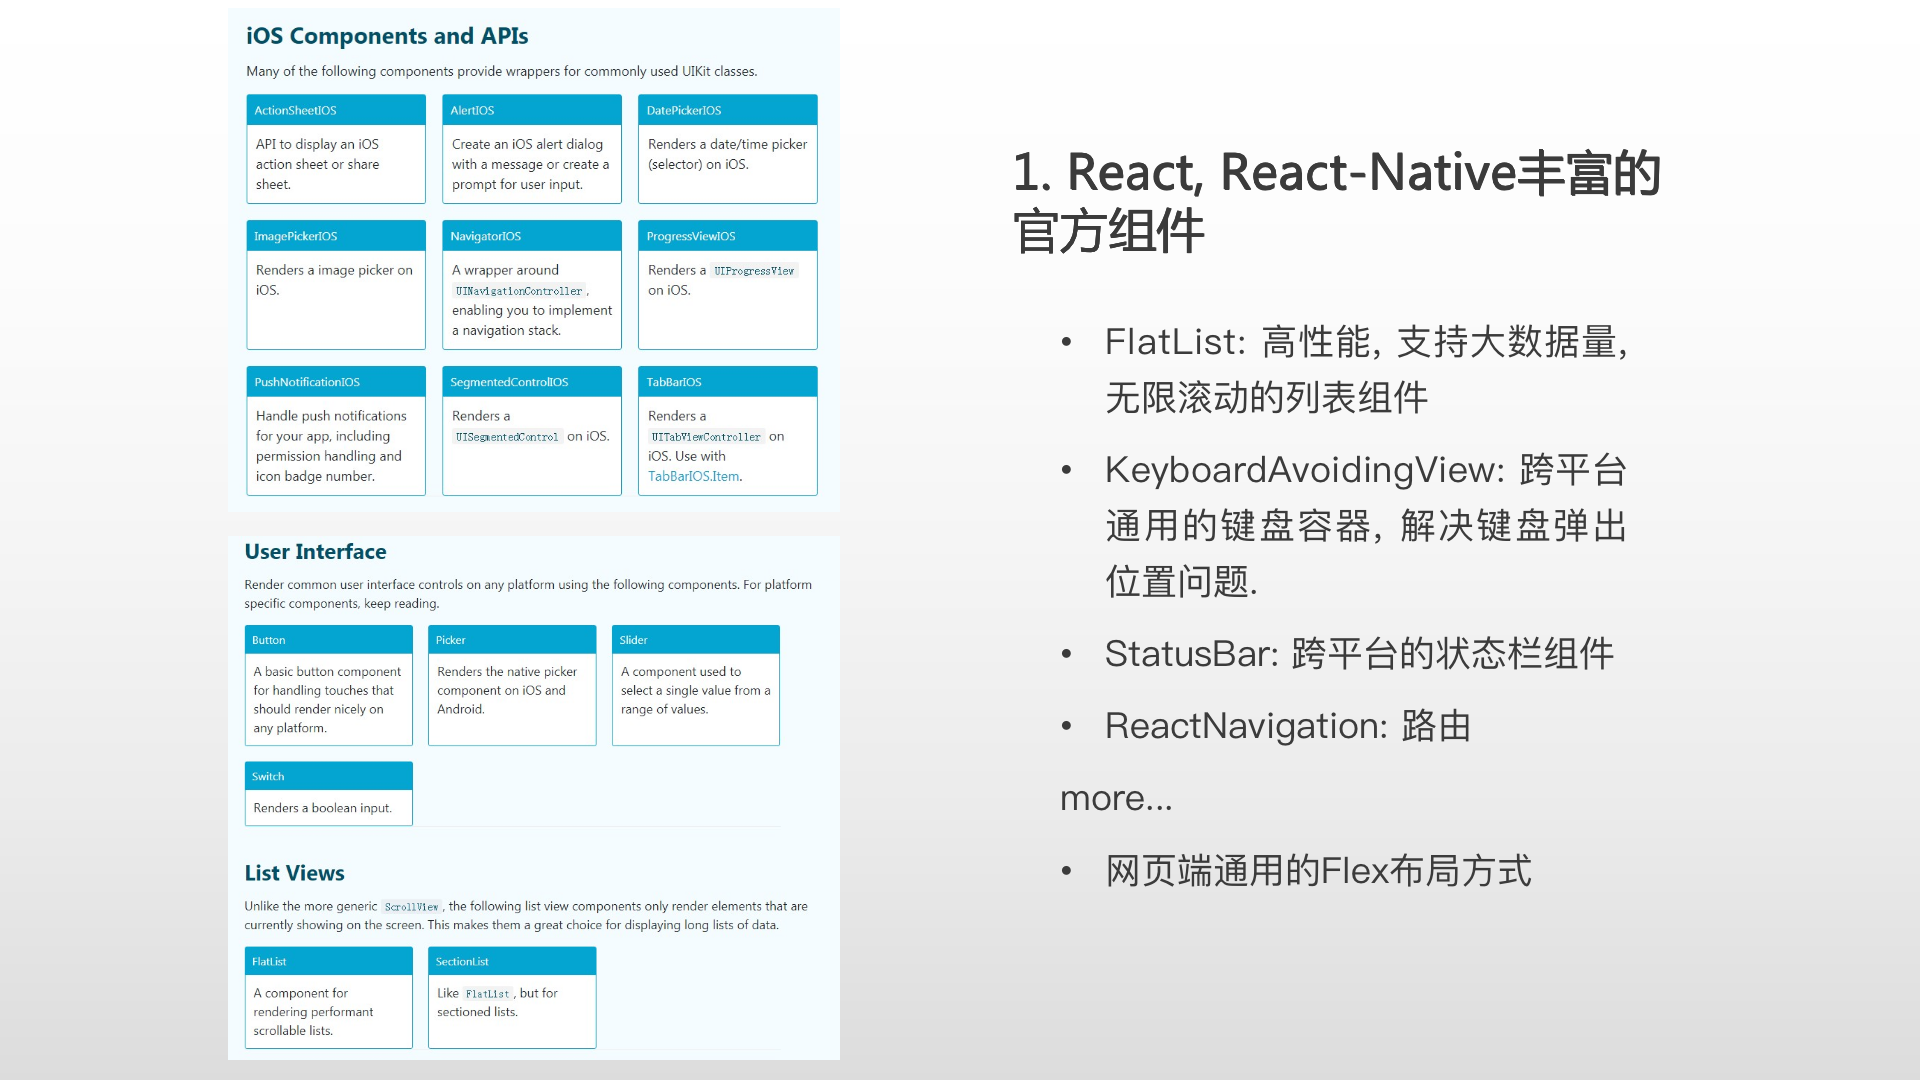 iOS Components and APIs
Many of the following components provide wrappers for commonly used UIKit classes.
ActionSheetIOS
API to display an iOS
action sheet or share
sheet.
AlertIOS
Create an iOS alert dialog
with a message or create a
prompt for user input.
DatePickerIOS
Renders a date/time picker
(selector) on iOS.
ImagePickerIOS
Renders a image picker on
iOS.
NavigatorIOS
A wrapper around
UINavigationController,
enabling you to implement
a navigation stack.
ProgressViewIOS
Renders a UIProgressView
on iOS.
PushNotificationIOS
Handle push notifications
for your app, including
permission handling and
icon badge number.
SegmentedControlIOS
Renders a
UISegmentedControl on iOS.
TabBarIOS
Renders a
UITabViewController on
iOS. Use with
TabBarIOS.Item.
User Interface
Render common user interface controls on any platform using the following components. For platform
specific components, keep reading.
Button
A basic button component
for handling touches that
should render nicely on
any platform.
Picker
Renders the native picker
component on iOS and
Android.
Slider
A component used to
select a single value from a
range of values.
Switch
Renders a boolean input.
List Views
Unlike the more generic ScrollView, the following list view components only render elements that are
currently showing on the screen. This makes them a great choice for displaying long lists of data.
FlatList
A component for
rendering performant
scrollable lists.
SectionList
Like FlatList, but for
sectioned lists.
1. React, React-Native丰富的
官方组件
• FlatList: 高性能, 支持大数据量,
无限滚动的列表组件
• KeyboardAvoidingView: 跨平台
通用的键盘容器, 解决键盘弹出
位置问题.
• StatusBar: 跨平台的状态栏组件
• ReactNavigation: 路由
more...
• 网页端通用的Flex布局方式